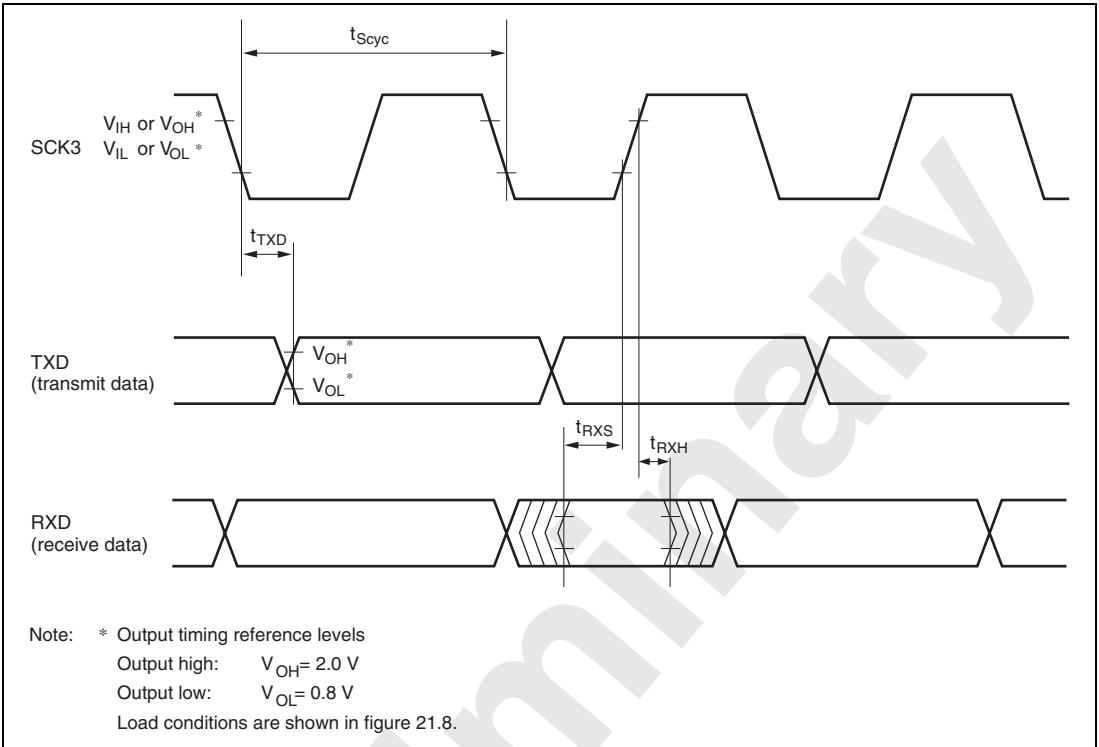 tScyc
VIH or VOH*
SCK3
VIL or VOL*
tTXD
TXD
(transmit data)
VOH*
VOL*
tRXS
tRXH
RXD
(receive data)
Note: * Output timing reference levels
Output high: VOH= 2.0 V
Output low: VOL= 0.8 V
Load conditions are shown in figure 21.8.
minary